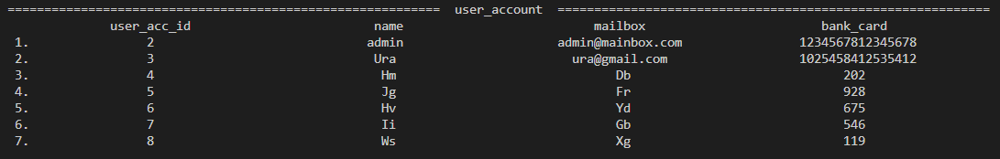 ========================================================== user_account ==========================================================
user_acc_id name mailbox bank_card
1. 2 admin admin@mainbox.com 1234567812345678
2. 3 Ura ura@gmail.com 1025458412535412
3. 4 Hm Db 202
4. 5 Jg Fr 928
5. 6 Hv Yd 675
6. 7 Ii Gb 546
7. 8 Ws Xg 119